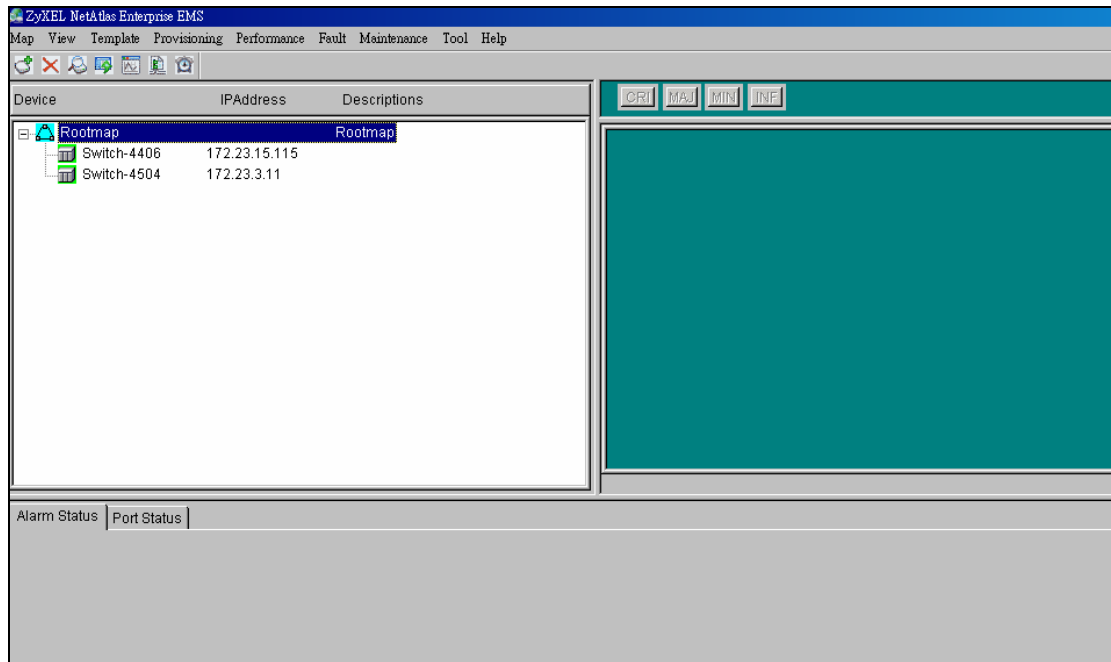 ZyXEL NetAtlas Enterprise EMS
Map View Template Provisioning Performance Fault Maintenance Tool Help
Device IPAddress Descriptions
CRI MAJ MIN INF
Rootmap Rootmap
Switch-4406 172.23.15.115
Switch-4504 172.23.3.11
Alarm Status Port Status